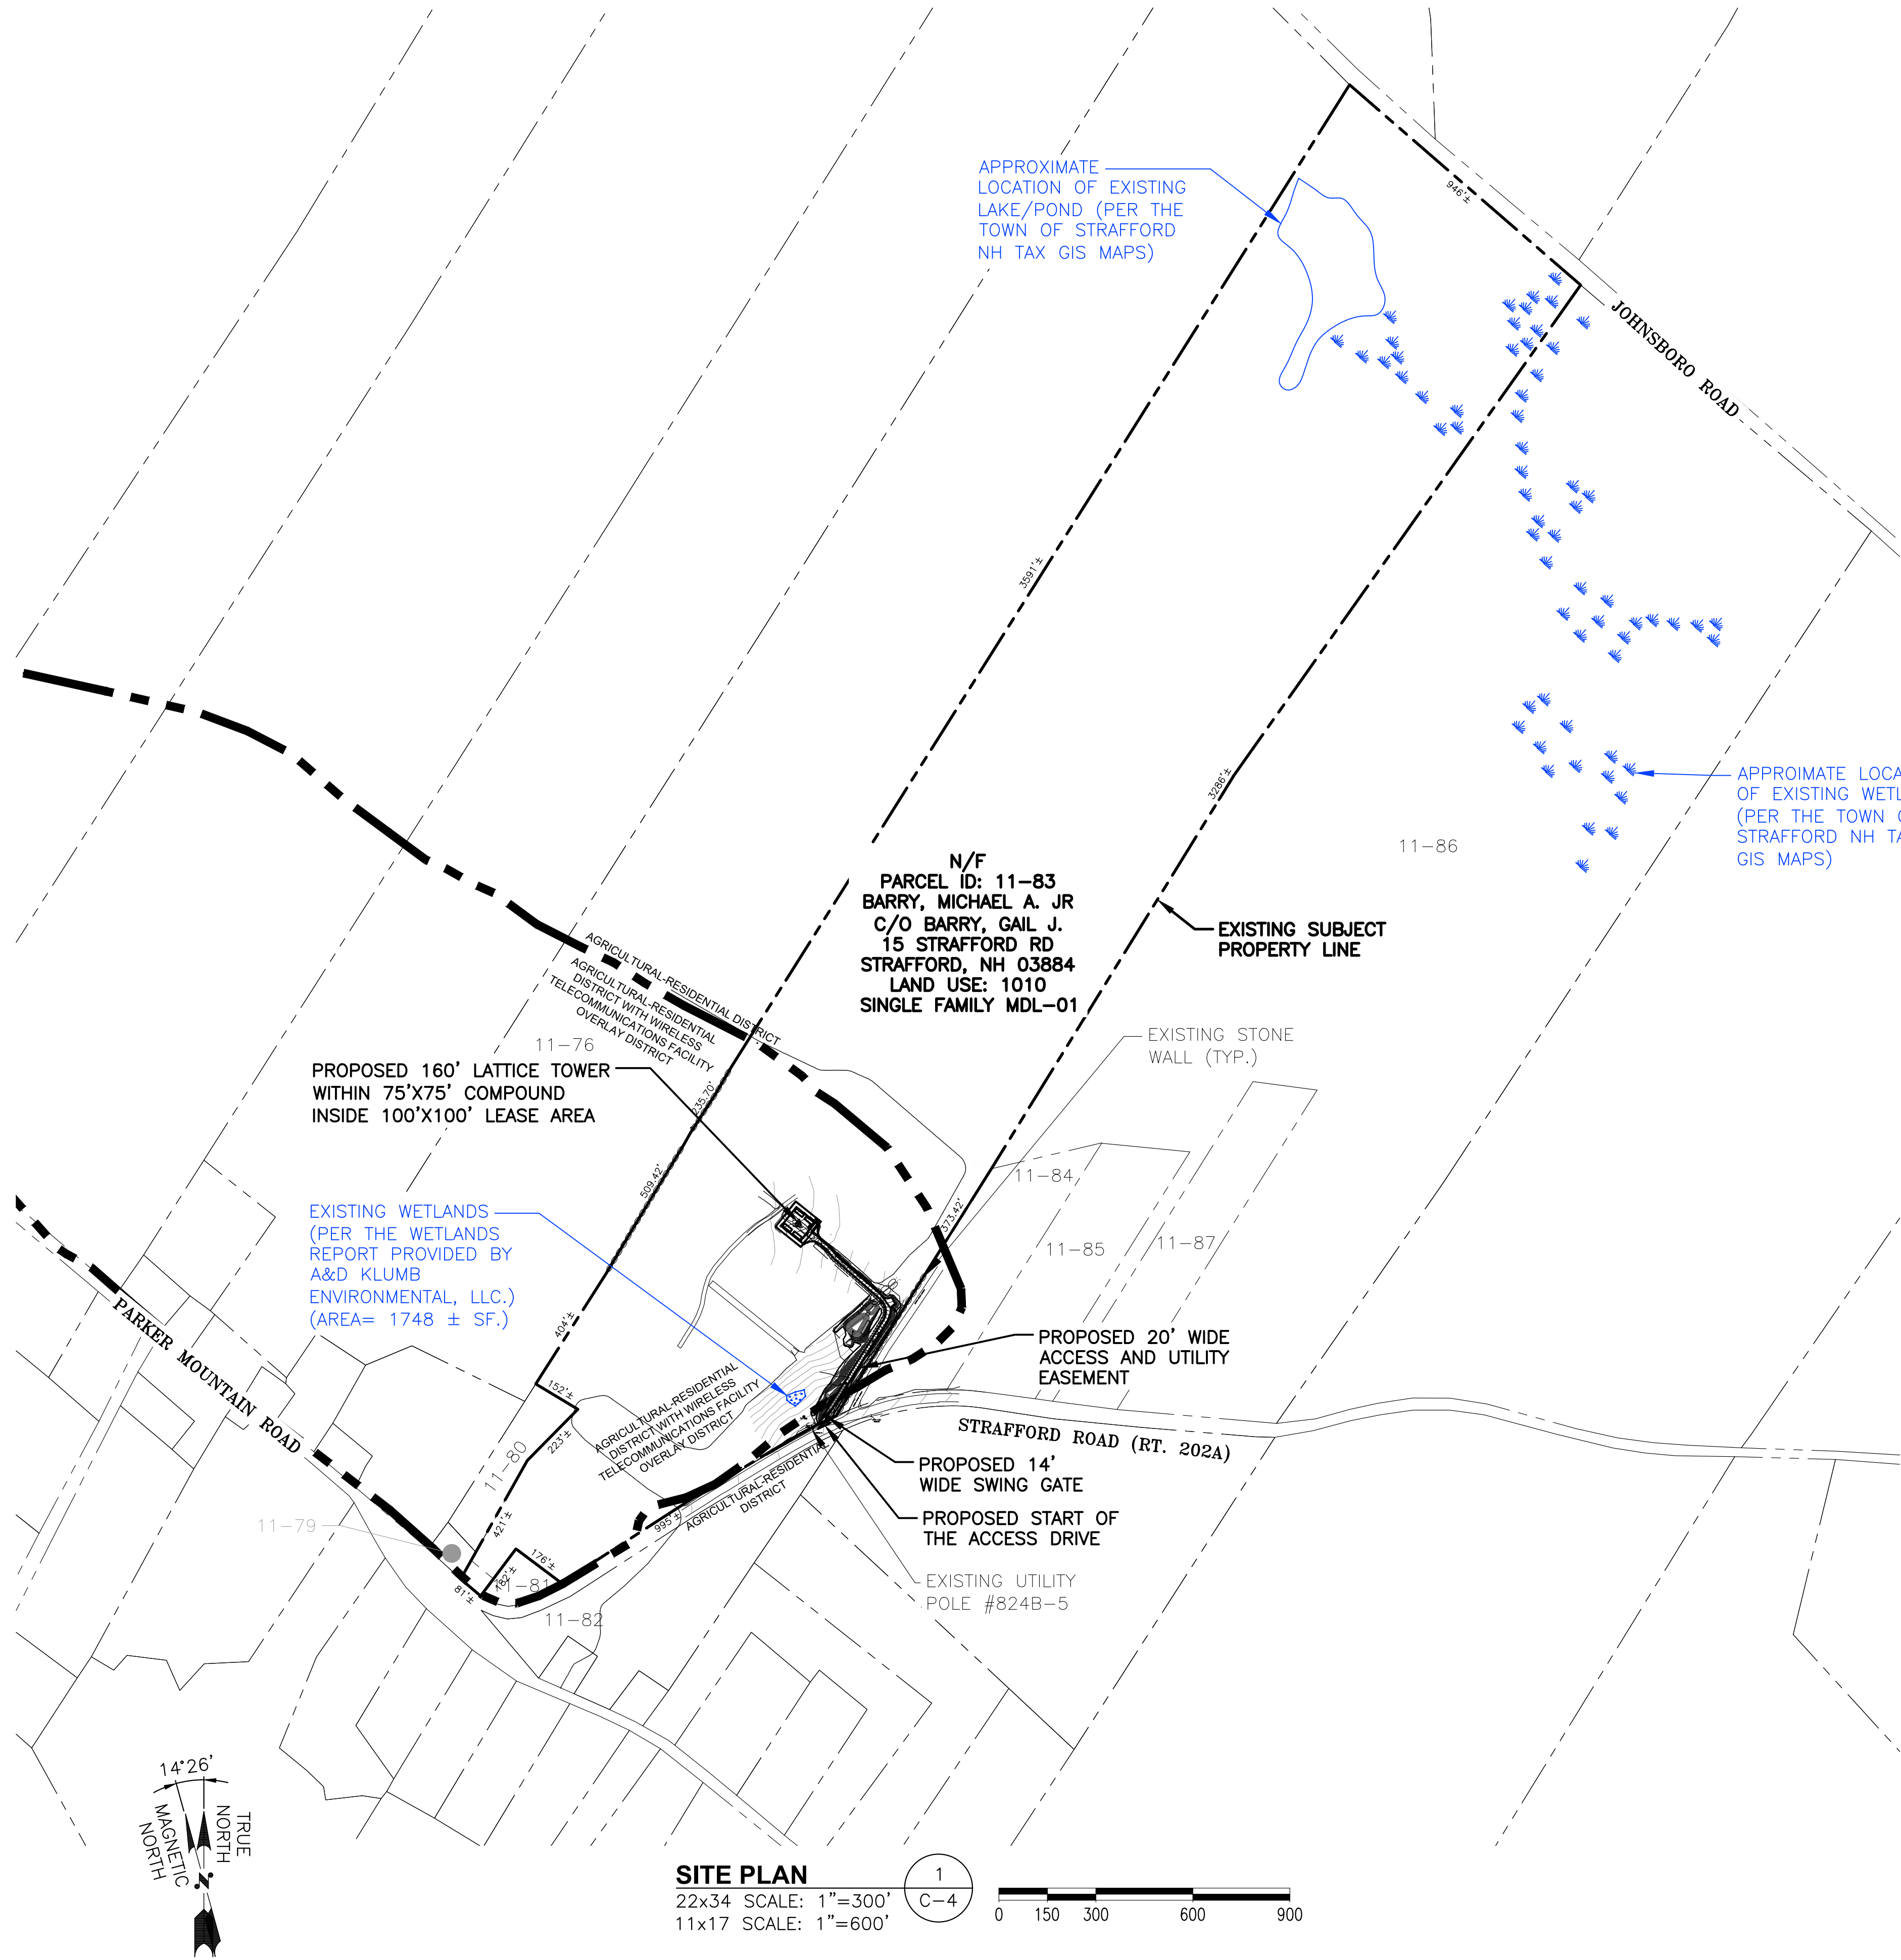 APPROXIMATE
LOCATION OF EXISTING
LAKE/POND (PER THE
TOWN OF STRAFFORD
NH TAX GIS MAPS)
946'±
JOHNSBORO ROAD
3591'±
3286'±
APPROIMATE LOCA
OF EXISTING WETL
(PER THE TOWN
STRAFFORD NH TA
GIS MAPS)
11-86
N/F
PARCEL ID: 11-83
BARRY, MICHAEL A. JR
C/O BARRY, GAIL J.
15 STRAFFORD RD
STRAFFORD, NH 03884
LAND USE: 1010
SINGLE FAMILY MDL-01
EXISTING SUBJECT
PROPERTY LINE
AGRICULTURAL-RESIDENTIAL DISTRICT
AGRICULTURAL-RESIDENTIAL
DISTRICT WITH WIRELESS
TELECOMMUNICATIONS FACILITY
OVERLAY DISTRICT
11-76
EXISTING STONE
WALL (TYP.)
PROPOSED 160' LATTICE TOWER
WITHIN 75'X75' COMPOUND
INSIDE 100'X100' LEASE AREA
235.70'
509.42'
11-84
373.42'
11-85
11-87
EXISTING WETLANDS
(PER THE WETLANDS
REPORT PROVIDED BY
A&D KLUMB
ENVIRONMENTAL, LLC.)
(AREA= 1748 ± SF.)
404'±
PARKER MOUNTAIN ROAD
PROPOSED 20' WIDE
ACCESS AND UTILITY
EASEMENT
152'±
223'±
AGRICULTURAL-RESIDENTIAL
DISTRICT WITH WIRELESS
TELECOMMUNICATIONS FACILITY
OVERLAY DISTRICT
STRAFFORD ROAD (RT. 202A)
11-80
PROPOSED 14'
WIDE SWING GATE
AGRICULTURAL-RESIDENTIAL
DISTRICT
995'±
421'±
PROPOSED START OF
THE ACCESS DRIVE
11-79
176'±
182'±
11-81
81'±
EXISTING UTILITY
POLE #824B-5
11-82
14°26'
TRUE
NORTH
MAGNETIC
NORTH
N
SITE PLAN
22x34 SCALE: 1"=300'
11x17 SCALE: 1"=600'
1
C-4
0 150 300 600 900